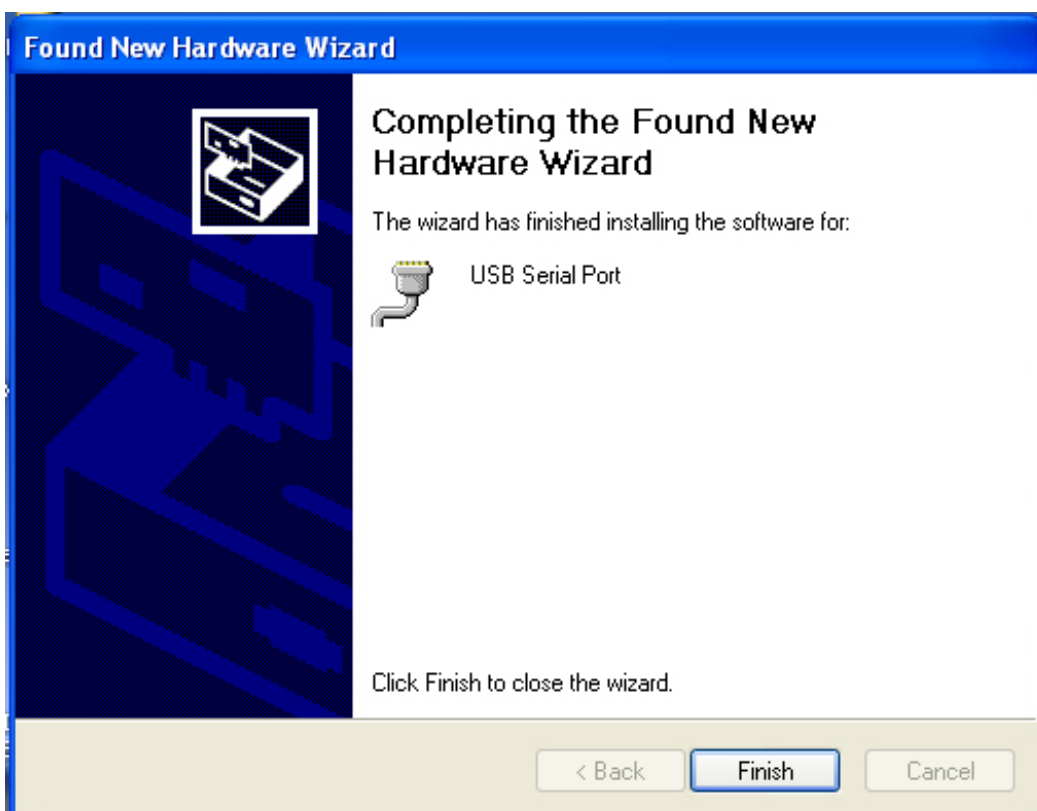 Found New Hardware Wizard
Completing the Found New
Hardware Wizard
The wizard has finished installing the software for:
USB Serial Port
Click Finish to close the wizard.
< Back
Finish
Cancel